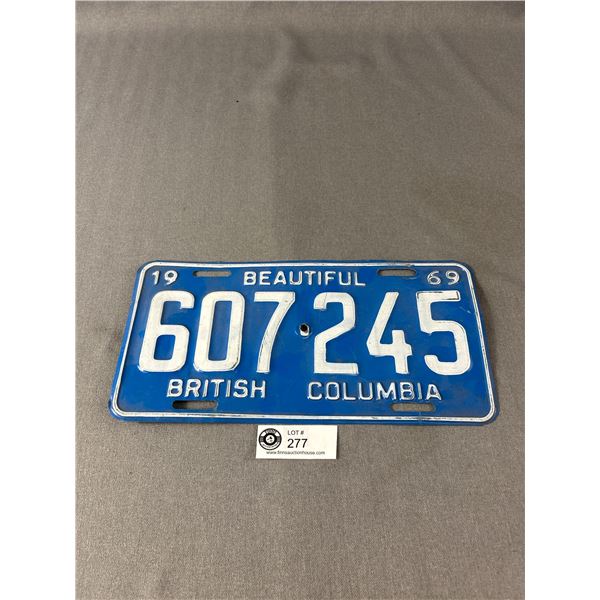 19 BEAUTIFUL 69
607 245
BRITISH COLUMBIA
LOT #
277
www.finnsauctionhouse.com